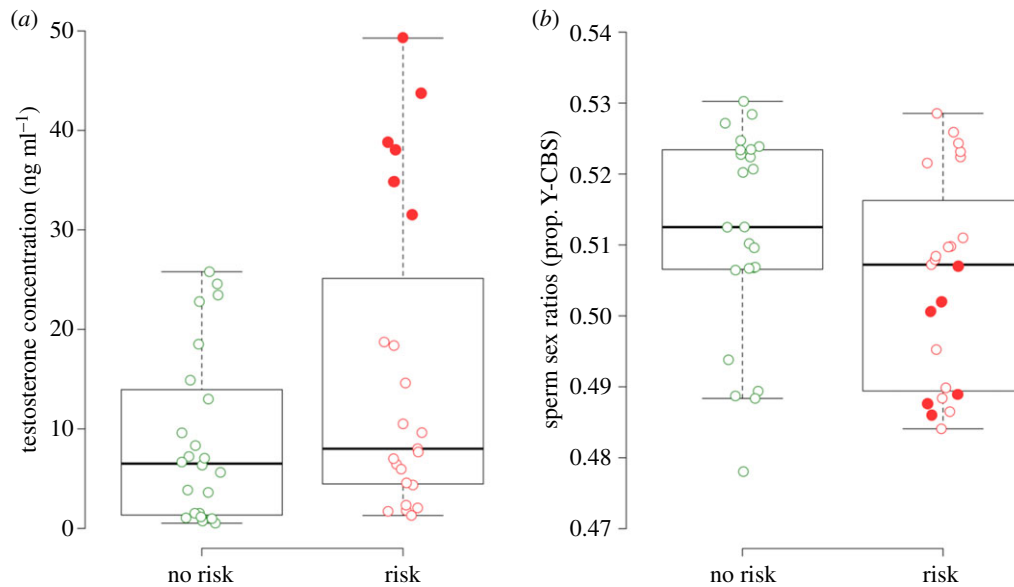 (a)
testosterone concentration (ng ml⁻¹)
50
40
30
20
10
0
no risk
risk
(b)
sperm sex ratios (prop. Y-CBS)
0.54
0.53
0.52
0.51
0.50
0.49
0.48
0.47
no risk
risk